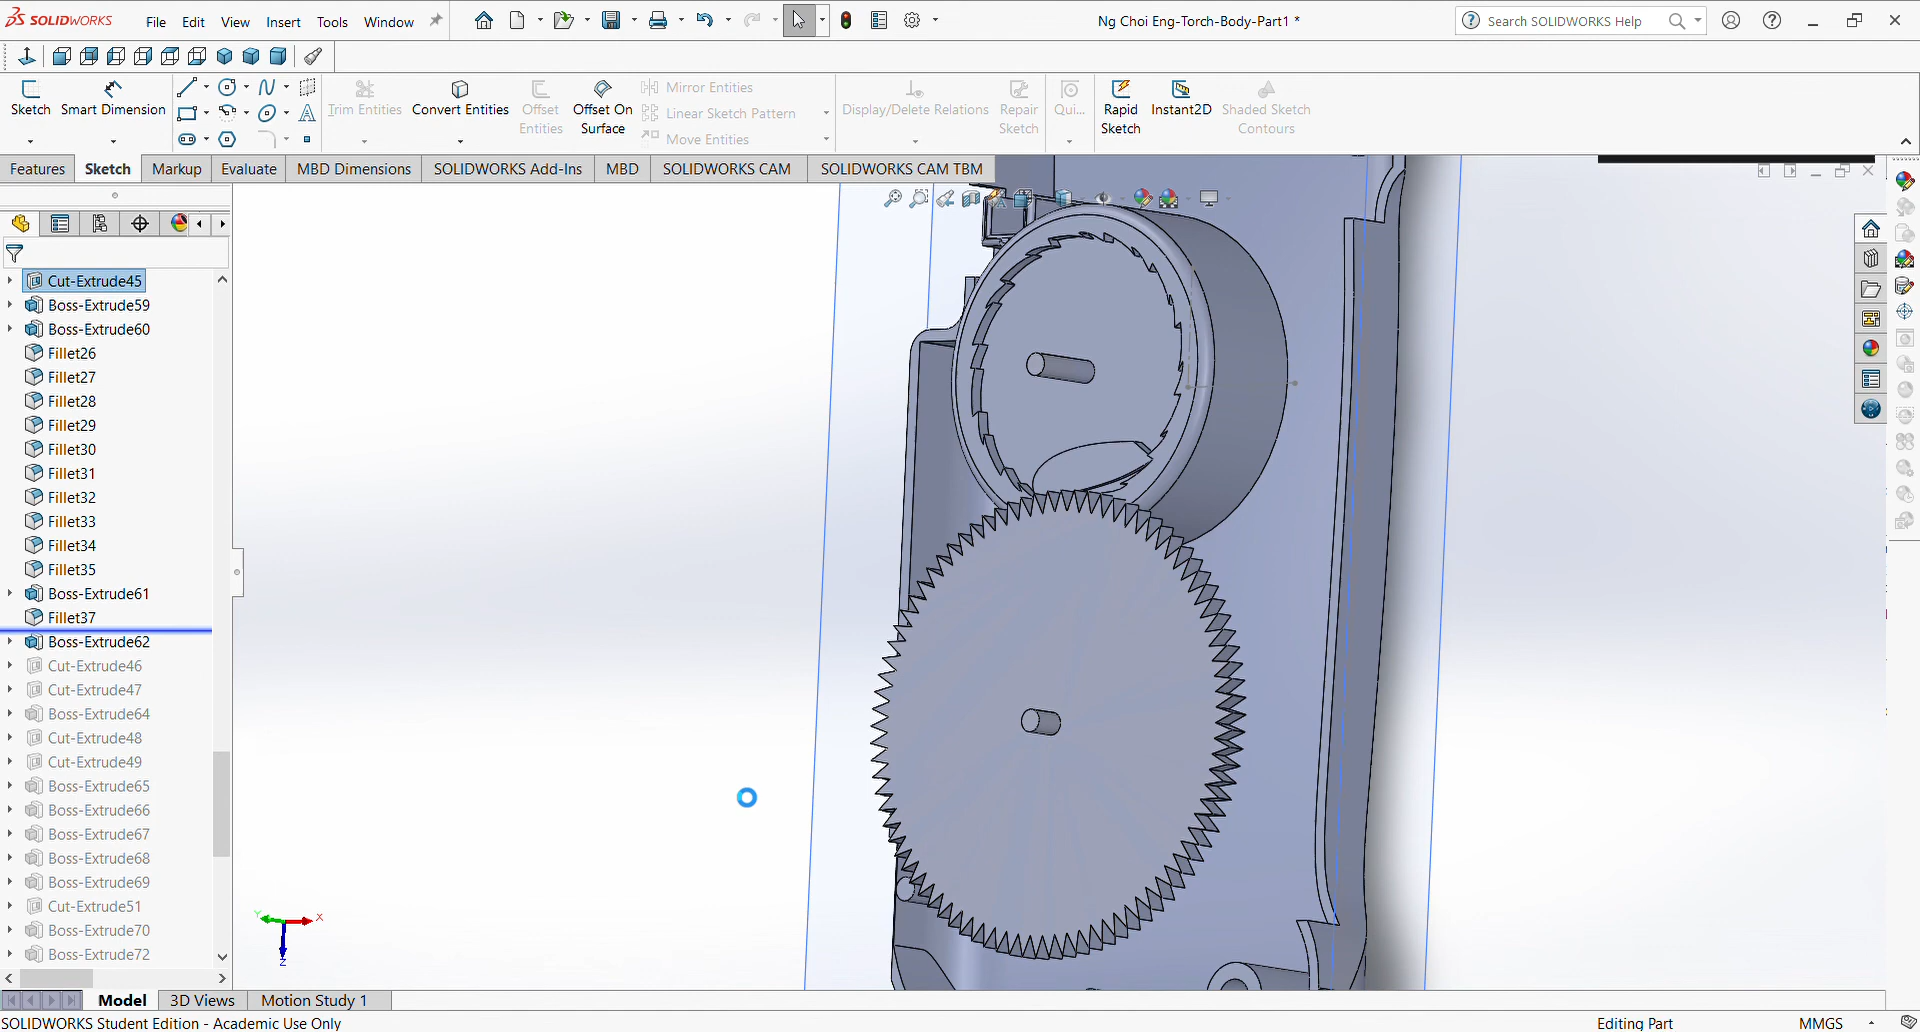 SOLIDWORKS
File Edit View Insert Tools Window
Ng Choi Eng-Torch-Body-Part1 *
Search SOLIDWORKS Help
Sketch
Smart Dimension
Trim Entities
Convert Entities
Offset
Entities
Offset On
Surface
Mirror Entities
Linear Sketch Pattern
Move Entities
Display/Delete Relations
Repair
Sketch
Qui...
Rapid
Sketch
Instant2D
Shaded Sketch
Contours
Features Sketch Markup Evaluate MBD Dimensions SOLIDWORKS Add-Ins MBD SOLIDWORKS CAM SOLIDWORKS CAM TBM
Cut-Extrude45
Boss-Extrude59
Boss-Extrude60
Fillet26
Fillet27
Fillet28
Fillet29
Fillet30
Fillet31
Fillet32
Fillet33
Fillet34
Fillet35
Boss-Extrude61
Fillet37
Boss-Extrude62
Cut-Extrude46
Cut-Extrude47
Boss-Extrude64
Cut-Extrude48
Cut-Extrude49
Boss-Extrude65
Boss-Extrude66
Boss-Extrude67
Boss-Extrude68
Boss-Extrude69
Cut-Extrude51
Boss-Extrude70
Boss-Extrude72
Y X
Z
Model 3D Views Motion Study 1
SOLIDWORKS Student Edition - Academic Use Only
Editing Part MMGS